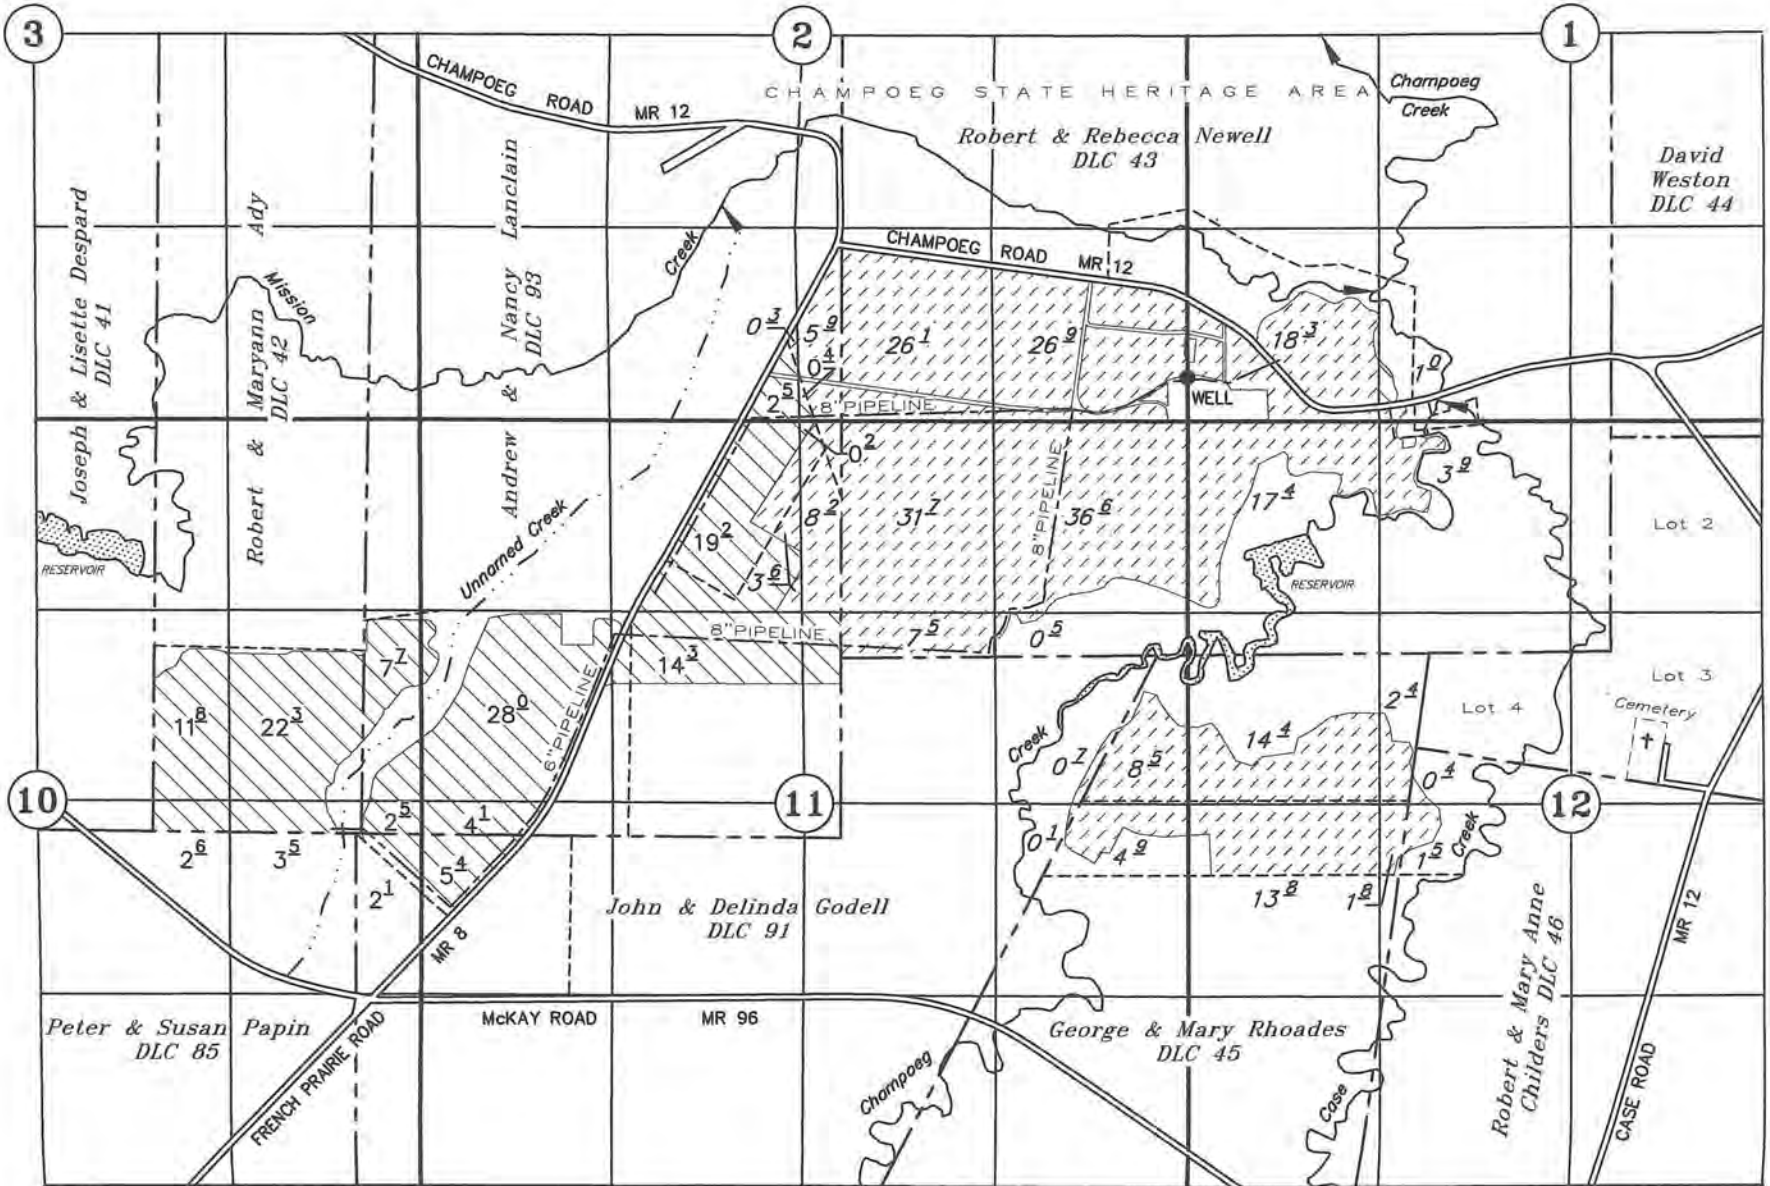 3
2
1
CHAMPOEG ROAD MR 12
CHAMPOEG STATE HERITAGE AREA
Robert & Rebecca Newell
DLC 43
Champoeg
Creek
David
Weston
DLC 44
Joseph & Lisette Despard
DLC 41
Robert & Maryann Ady
DLC 42
Andrew & Nancy Lanclain
DLC 93
Mission
Creek
CHAMPOEG ROAD MR 12
0 3
5 9
0 4
26 1
26 9
18 3
1 0
2 5
8"PIPELINE
WELL
0 2
3 9
8 2
31 7
8"PIPELINE
36 6
17 4
19 2
3 6
Unnamed Creek
RESERVOIR
RESERVOIR
Lot 2
8"PIPELINE
7 5
0 5
7 7
14 3
11 8
22 3
28 0
6"PIPELINE
Creek
0 7
8 5
14 4
2 4
0 4
Lot 4
Lot 3
Cemetery
10
11
12
2 5
4 1
0 1
4 9
1 5
Creek
2 6
3 5
2 1
5 4
13 8
1 8
MR 8
John & Delinda Godell
DLC 91
MR 12
Peter & Susan Papin
DLC 85
FRENCH PRAIRIE ROAD
McKAY ROAD MR 96
George & Mary Rhoades
DLC 45
Champoeg
Case
Robert & Mary Anne
Childers DLC 46
CASE ROAD